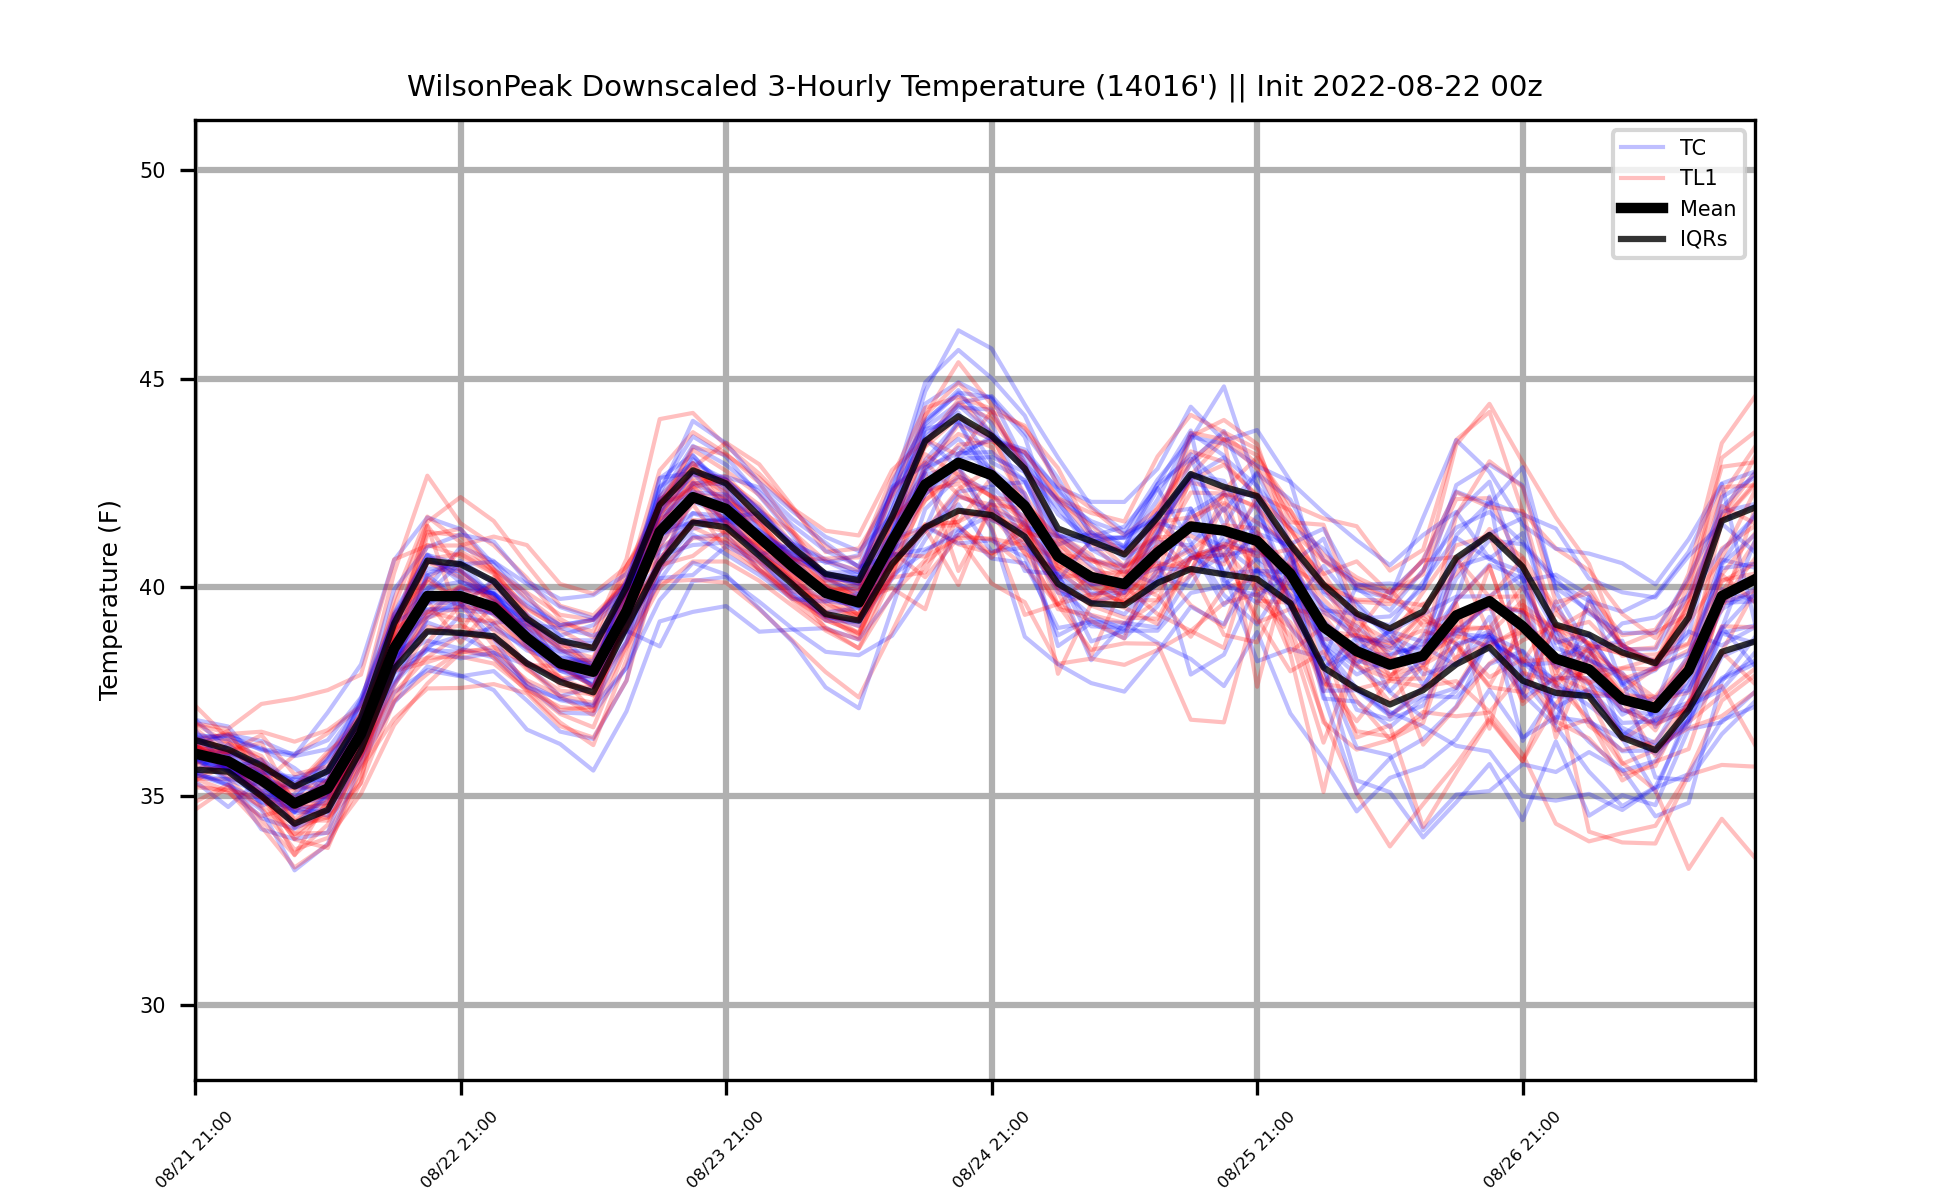 WilsonPeak Downscaled 3-Hourly Temperature (14016') || Init 2022-08-22 00z
TC
TL1
Mean
IQRs
Temperature (F)
50
45
40
35
30
08/21 21:00
08/22 21:00
08/23 21:00
08/24 21:00
08/25 21:00
08/26 21:00